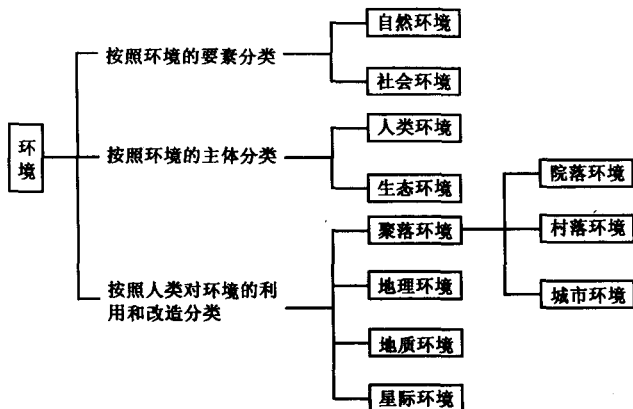 环境
按照环境的要素分类
自然环境
社会环境
按照环境的主体分类
人类环境
生态环境
按照人类对环境的利
用和改造分类
聚落环境
地理环境
地质环境
星际环境
院落环境
村落环境
城市环境